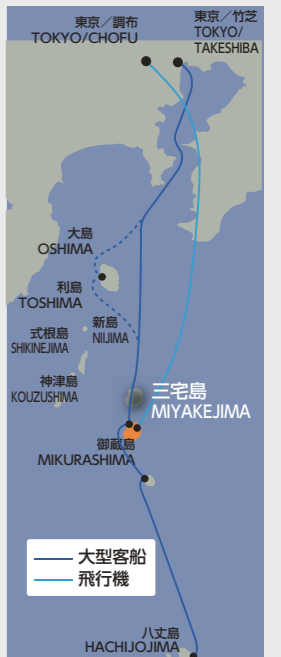 東京／調布
TOKYO/CHOFU
東京／竹芝
TOKYO/
TAKESHIBA
大島
OSHIMA
利島
TOSHIMA
新島
NIIJIMA
式根島
SHIKINEJIMA
神津島
KOUZUSHIMA
三宅島
MIYAKEJIMA
御蔵島
MIKURASHIMA
大型客船
飛行機
八丈島
HACHIJOJIMA